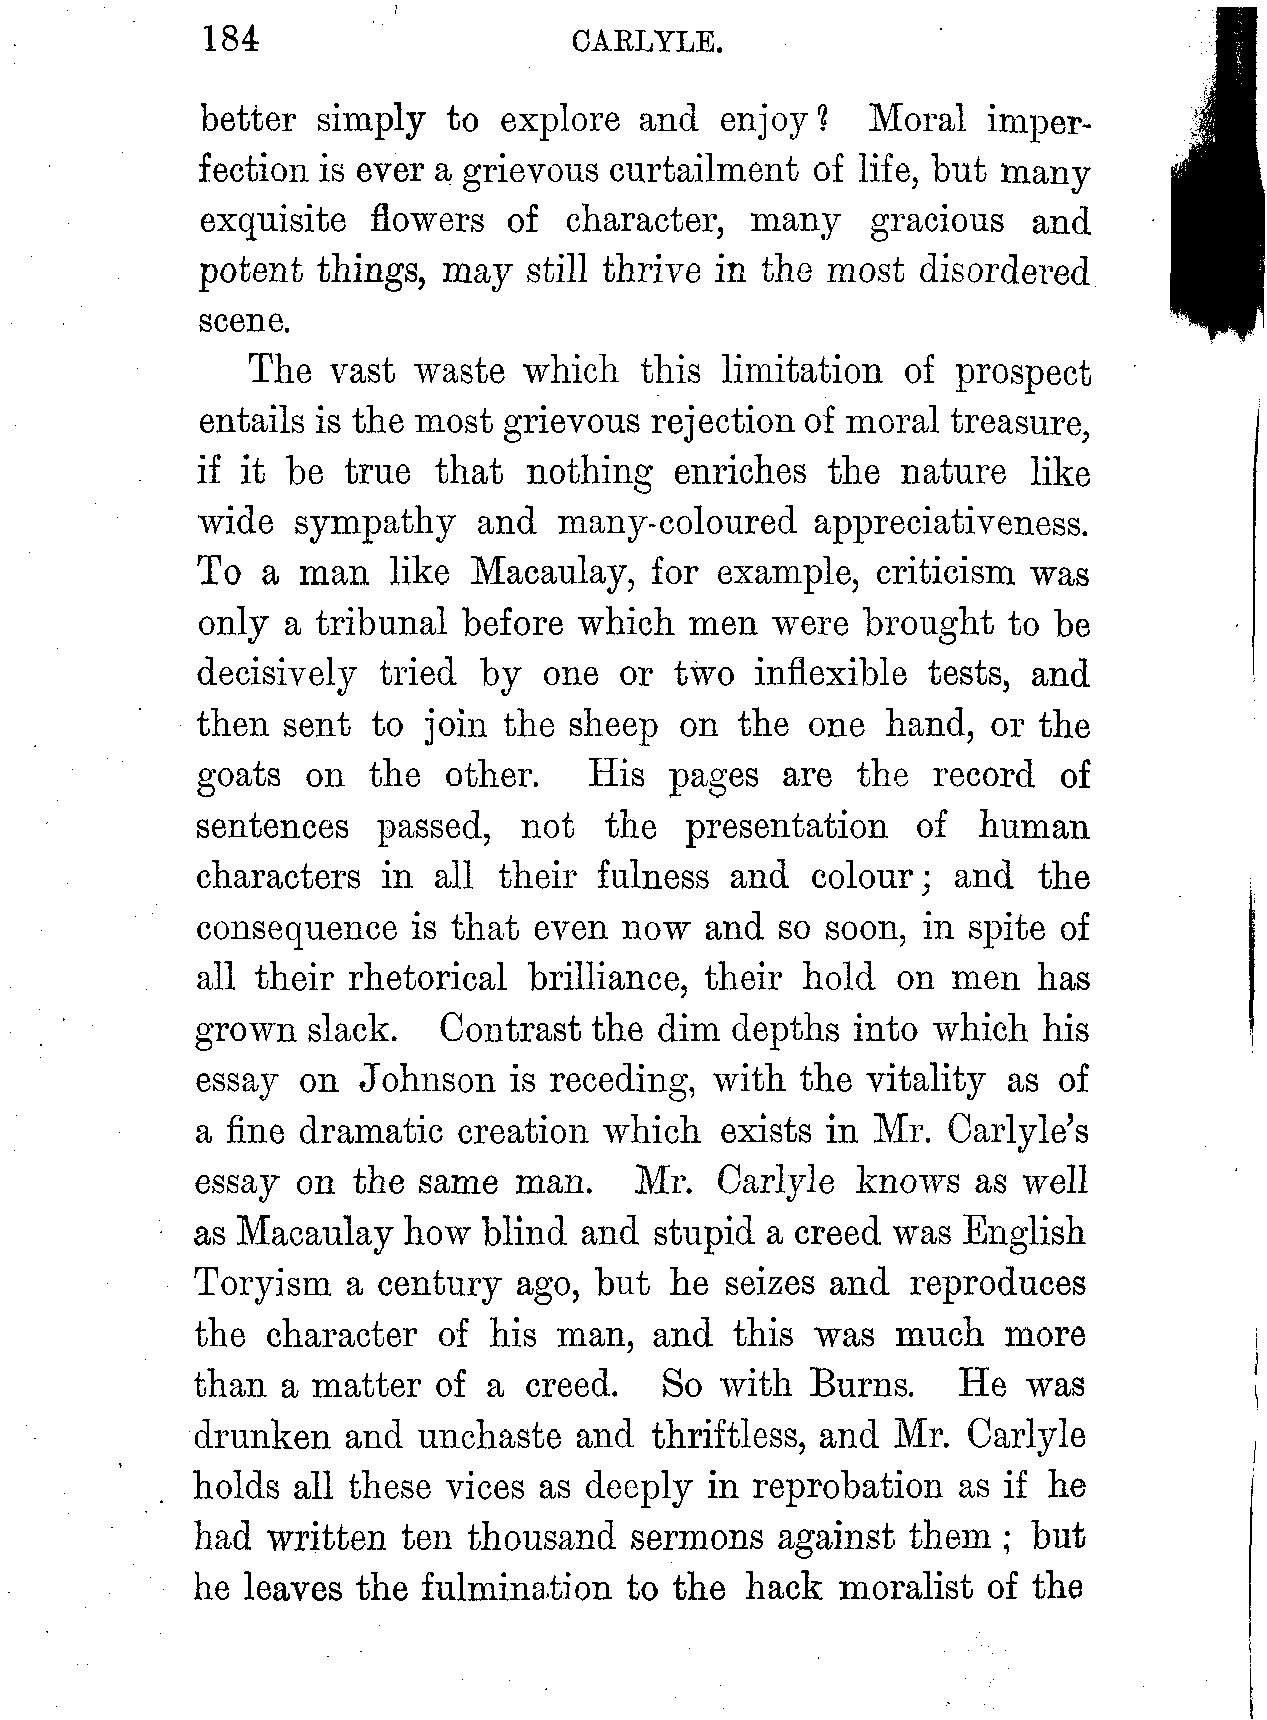 184 CARLYLE.
better simply to explore and enjoy? Moral imper-
fection is ever a grievous curtailment of life, but many
exquisite flowers of character, many gracious and
potent things, may still thrive in the most disordered
scene.
The vast waste which this limitation of prospect
entails is the most grievous rejection of moral treasure,
if it be true that nothing enriches the nature like
wide sympathy and many-coloured appreciativeness.
To a man like Macaulay, for example, criticism was
only a tribunal before which men were brought to be
decisively tried by one or two inflexible tests, and
then sent to join the sheep on the one hand, or the
goats on the other. His pages are the record of
sentences passed, not the presentation of human
characters in all their fulness and colour; and the
consequence is that even now and so soon, in spite of
all their rhetorical brilliance, their hold on men has
grown slack. Contrast the dim depths into which his
essay on Johnson is receding, with the vitality as of
a fine dramatic creation which exists in Mr. Carlyle's
essay on the same man. Mr. Carlyle knows as well
as Macaulay how blind and stupid a creed was English
Toryism a century ago, but he seizes and reproduces
the character of his man, and this was much more
than a matter of a creed. So with Burns. He was
drunken and unchaste and thriftless, and Mr. Carlyle
holds all these vices as deeply in reprobation as if he
had written ten thousand sermons against them; but
he leaves the fulmination to the hack moralist of the